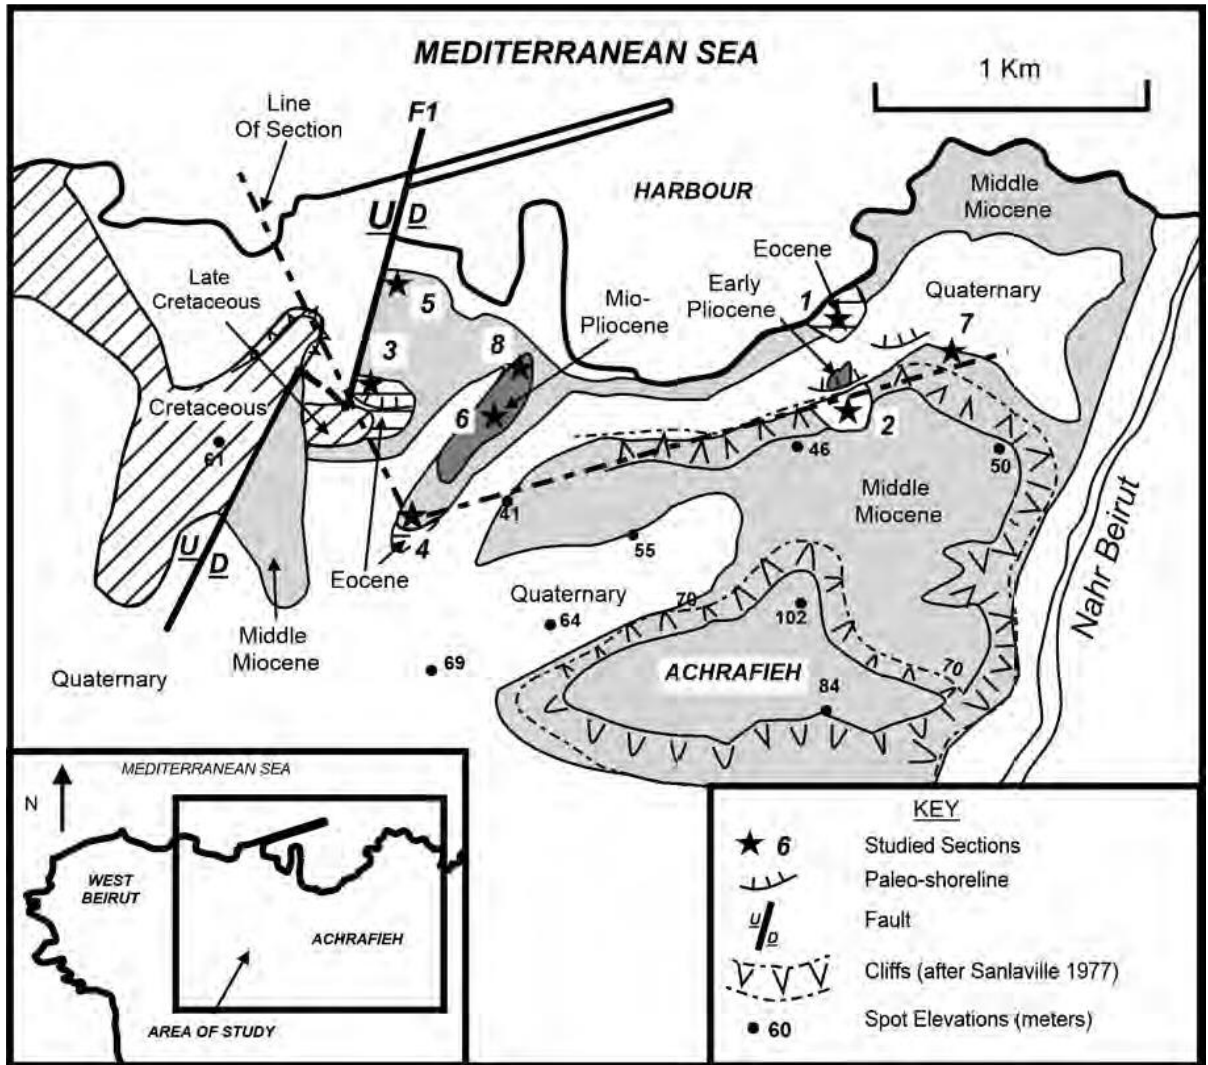 MEDITERRANEAN SEA
1 Km
Line
Of Section
F1
HARBOUR
Middle
Miocene
U D
Late
Cretaceous
5
Mio-
Pliocene
Early
Pliocene
Eocene
1
Quaternary
7
3
8
Cretaceous
6
2
61
46
50
41
Middle
Miocene
4
55
U
D
Eocene
Quaternary
70
102
64
Nahr Beirut
Middle
Miocene
69
ACHRAFIEH
70
Quaternary
84
MEDITERRANEAN SEA
N
WEST
BEIRUT
ACHRAFIEH
AREA OF STUDY
KEY
6 Studied Sections
Paleo-shoreline
U
D Fault
Cliffs (after Sanlaville 1977)
60 Spot Elevations (meters)